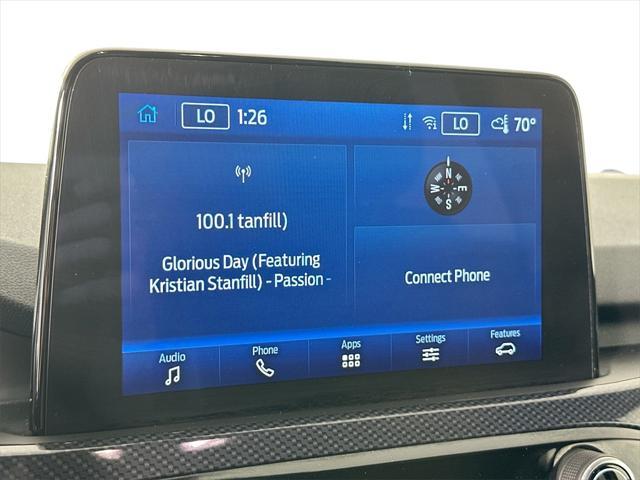 LO 1:26 LO 70°
100.1 tanfill)
Glorious Day (Featuring
Kristian Stanfill) - Passion -
N
W E
S
Connect Phone
Audio Phone Apps Settings Features